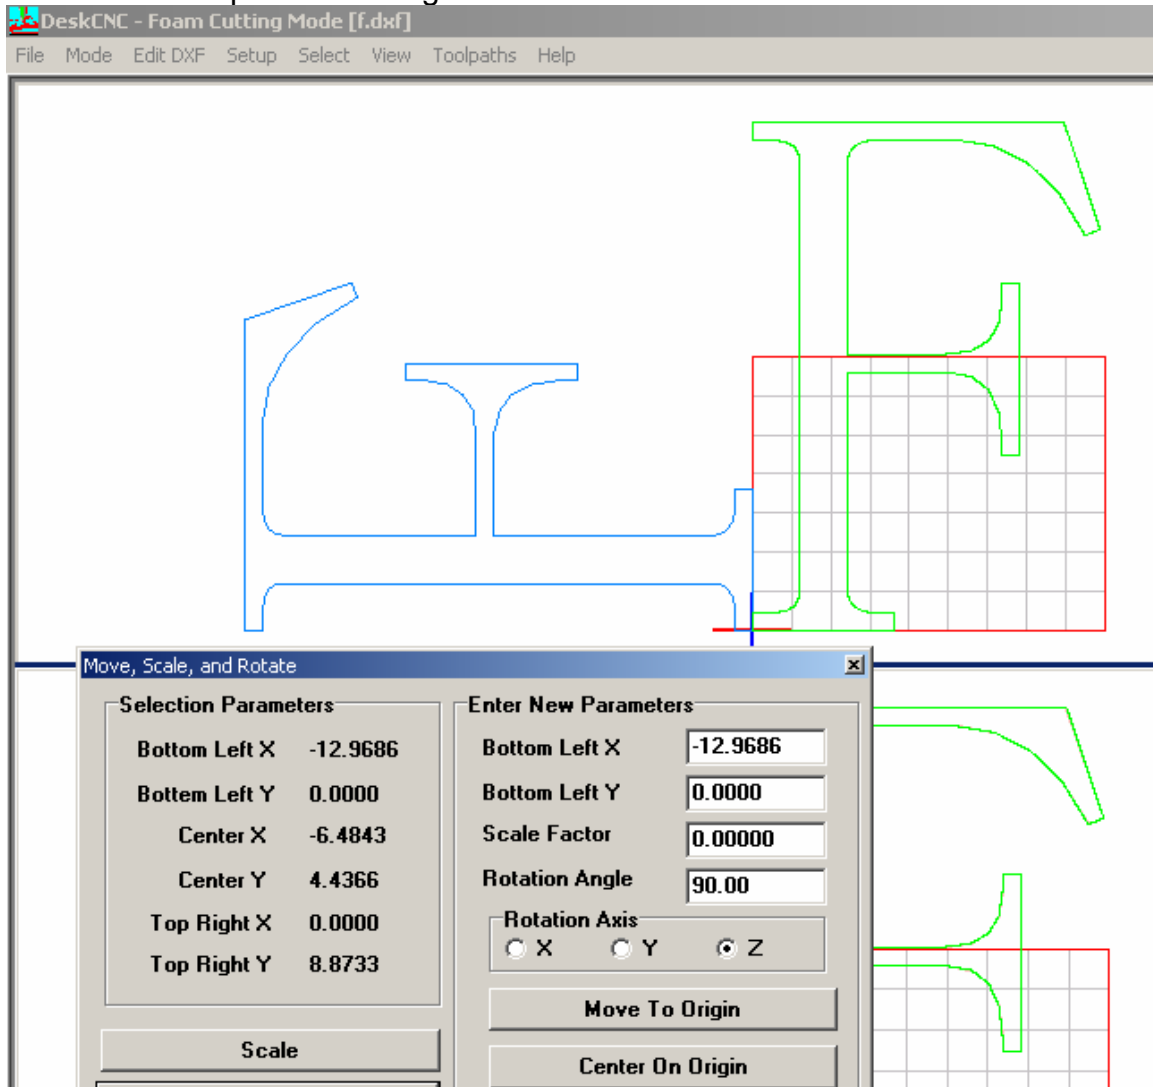 DeskCNC - Foam Cutting Mode [f.dxf]
File Mode Edit DXF Setup Select View Toolpaths Help
Move, Scale, and Rotate
Selection Parameters
Bottom Left X -12.9686
Bottem Left Y 0.0000
Center X -6.4843
Center Y 4.4366
Top Right X 0.0000
Top Right Y 8.8733
Scale
Enter New Parameters
Bottom Left X -12.9686
Bottom Left Y 0.0000
Scale Factor 0.00000
Rotation Angle 90.00
Rotation Axis
X Y Z
Move To Origin
Center On Origin